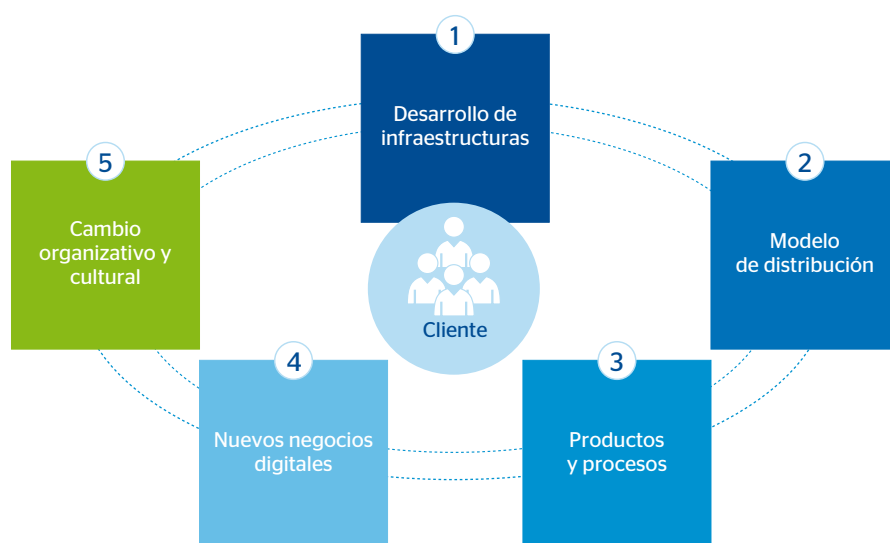 1
Desarrollo de
infraestructuras
2
Modelo
de distribución
3
Productos
y procesos
4
Nuevos negocios
digitales
5
Cambio
organizativo y
cultural
Cliente